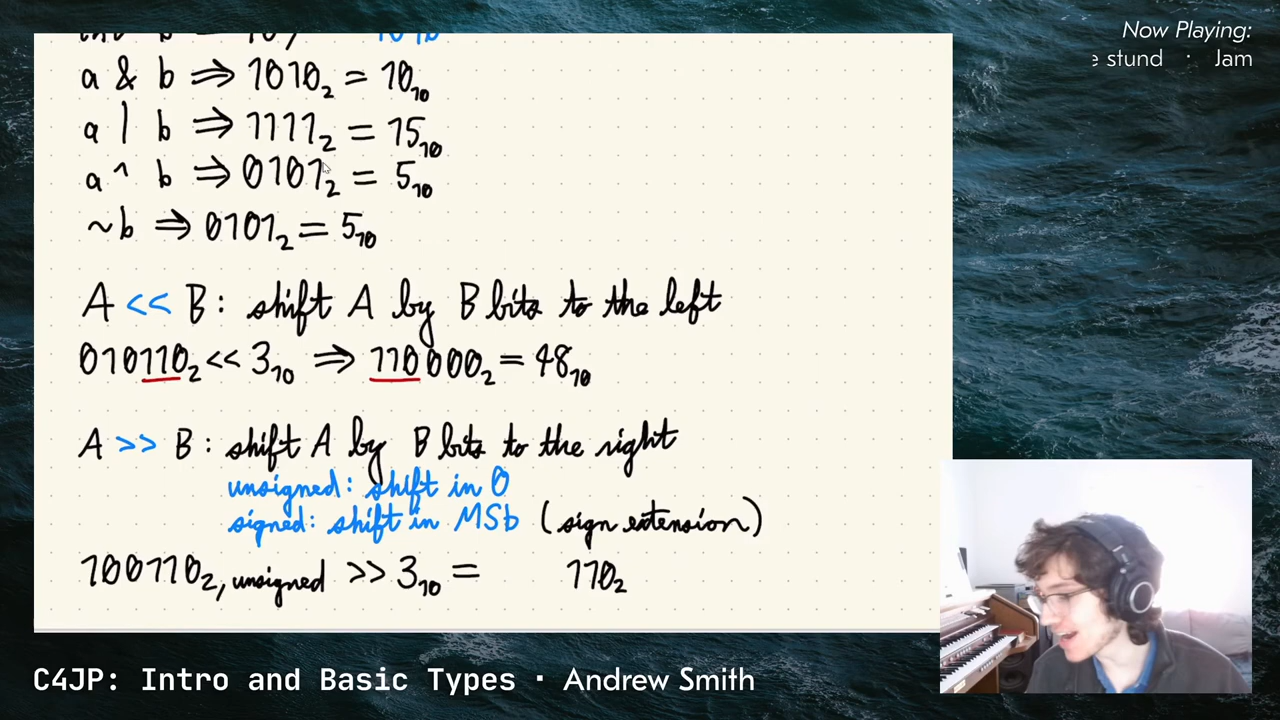 Now Playing:
stund · Jam
a & b ⇒ 1010₂ = 10₁₀
a | b ⇒ 1111₂ = 15₁₀
a ^ b ⇒ 0101₂ = 5₁₀
~b ⇒ 0101₂ = 5₁₀
A << B: shift A by B bits to the left
010110₂ << 3₁₀ ⇒ 110000₂ = 48₁₀
A >> B: shift A by B bits to the right
unsigned: shift in 0
signed: shift in MSb (sign extension)
100110₂, unsigned >> 3₁₀ = 110₂
C4JP: Intro and Basic Types · Andrew Smith